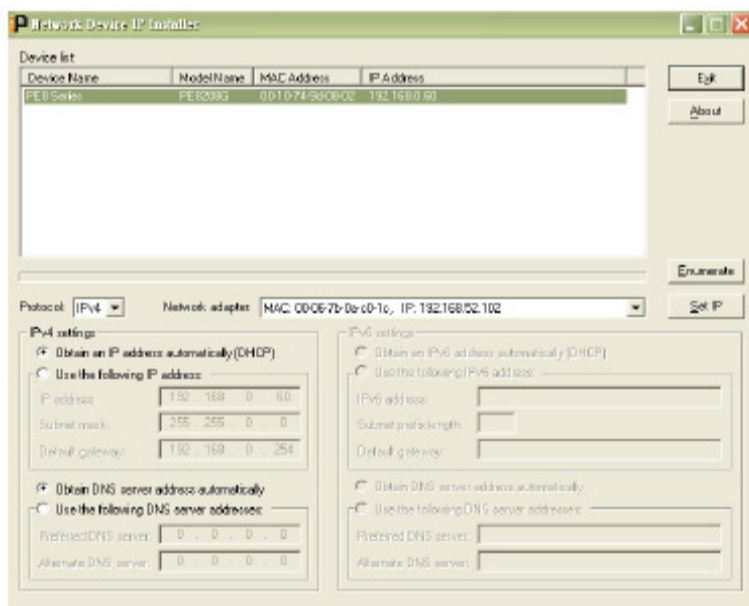 Network Device IP Installer
Device list
Device Name Model Name MAC Address IP Address
PE8 Series PE8208G 00-10-74-9d-08-02 192.168.0.60
Exit
About
Enumerate
Protocol: IPv4 Network adapter: MAC: 00-06-7b-0a-c0-1c, IP: 192.168.52.102 Set IP
IPv4 settings
Obtain an IP address automatically (DHCP)
Use the following IP address:
IP address: 192 . 168 . 0 . 60
Subnet mask: 255 . 255 . 0 . 0
Default gateway: 192 . 168 . 0 . 254
Obtain DNS server address automatically
Use the following DNS server addresses:
Preferred DNS server: 0 . 0 . 0 . 0
Alternate DNS server: 0 . 0 . 0 . 0
IPv6 settings
Obtain an IPv6 address automatically (DHCP)
Use the following IPv6 address:
IPv6 address:
Subnet prefix length:
Default gateway:
Obtain DNS server address automatically
Use the following DNS server addresses:
Preferred DNS server:
Alternate DNS server: